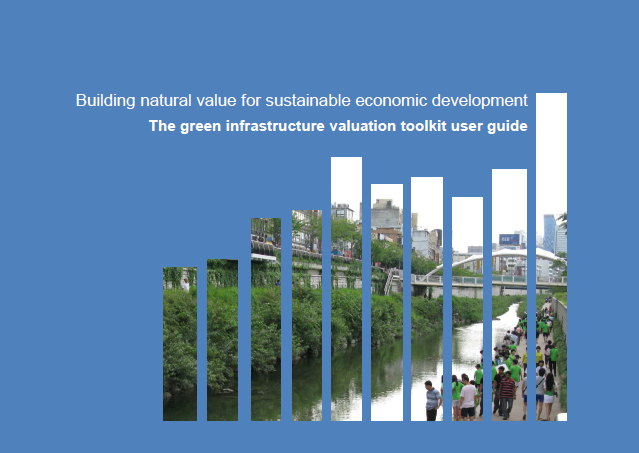 Building natural value for sustainable economic development
The green infrastructure valuation toolkit user guide